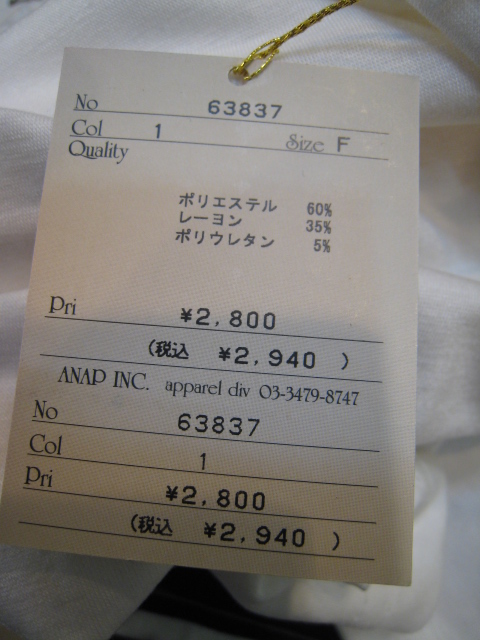 No 63837
Col 1 Size F
Quality
ポリエステル 60%
レーヨン 35%
ポリウレタン 5%
Pri ¥2,800
(税込 ¥2,940 )
ANAP INC. apparel div 03-3479-8747
No 63837
Col 1
Pri ¥2,800
(税込 ¥2,940 )